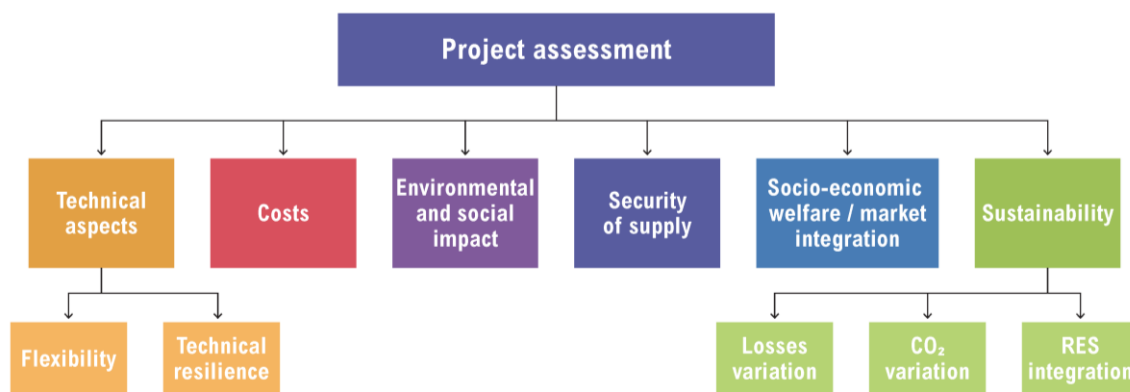 Project assessment
Technical
aspects
Costs
Environmental
and social
impact
Security
of supply
Socio-economic
welfare / market
integration
Sustainability
Flexibility
Technical
resilience
Losses
variation
CO₂
variation
RES
integration